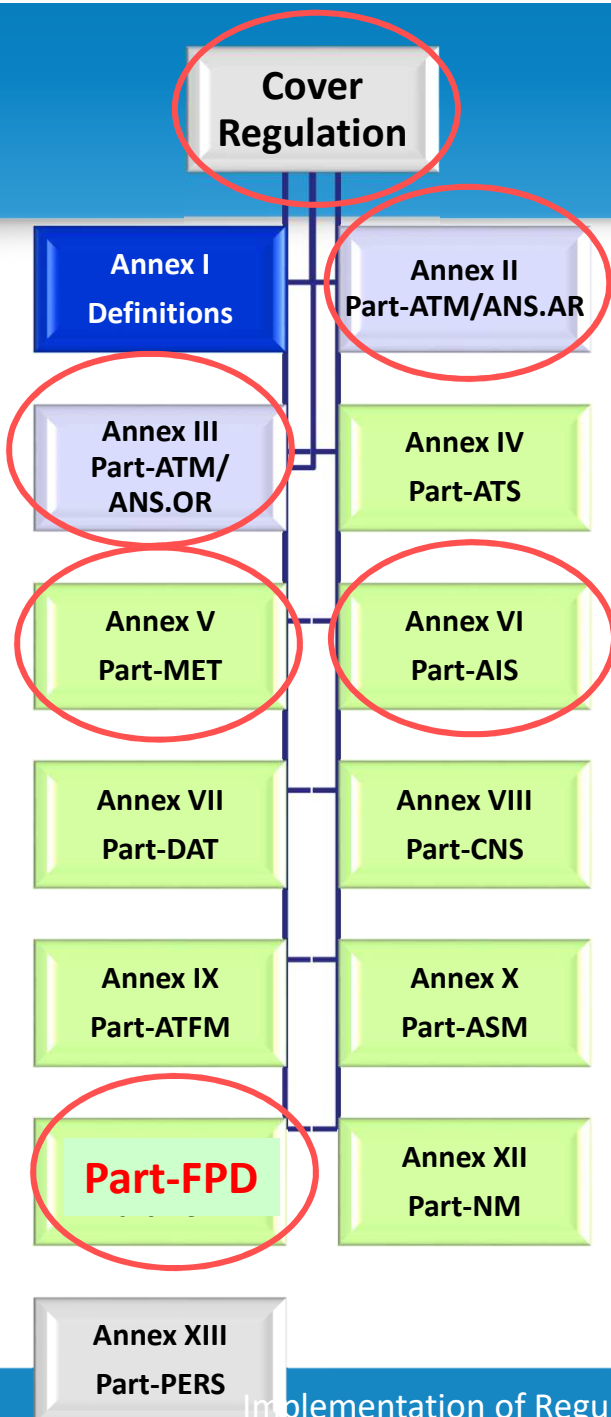 Cover
Regulation
Annex I
Definitions
Annex II
Part-ATM/ANS.AR
Annex III
Part-ATM/
ANS.OR
Annex IV
Part-ATS
Annex V
Part-MET
Annex VI
Part-AIS
Annex VII
Part-DAT
Annex VIII
Part-CNS
Annex IX
Part-ATFM
Annex X
Part-ASM
Part-FPD
Annex XII
Part-NM
Annex XIII
Part-PERS
Implementation of Regu